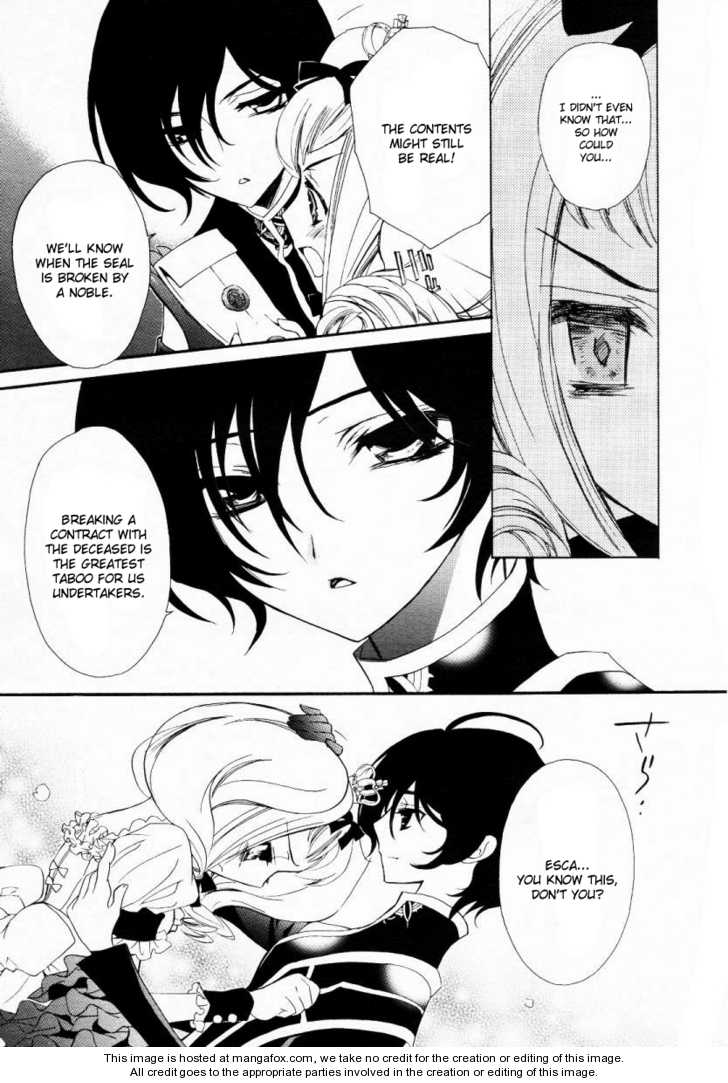 ...
I DIDN'T EVEN
KNOW THAT...
SO HOW
COULD
YOU...
THE CONTENTS
MIGHT STILL
BE REAL!
WE'LL KNOW
WHEN THE SEAL
IS BROKEN BY
A NOBLE.
BREAKING A
CONTRACT WITH
THE DECEASED IS
THE GREATEST
TABOO FOR US
UNDERTAKERS.
ESCA...
YOU KNOW THIS,
DON'T YOU?
This image is hosted at mangafox.com, we take no credit for the creation or editing of this image.
All credit goes to the appropriate parties involved in the creation or editing of this image.